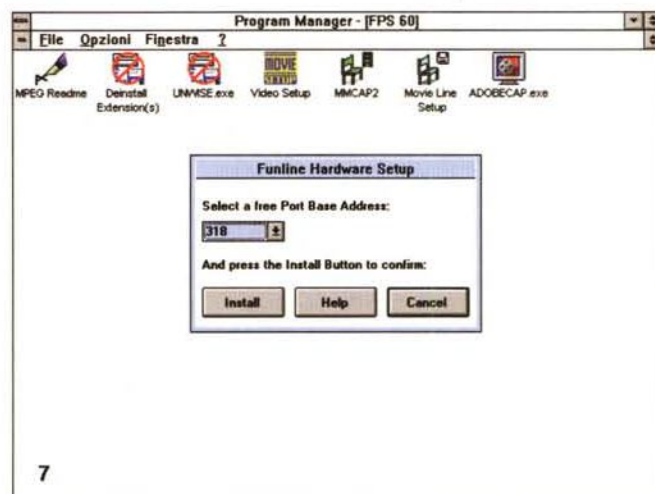 Program Manager - [FPS 60]
File Opzioni Finestra ?
MPEG Readme
Deinstall Extension(s)
UNWISE.exe
MOVIE
Video Setup
MMCAP2
Movie Line Setup
ADOBECAP.exe
Funline Hardware Setup
Select a free Port Base Address:
318
And press the Install Button to confirm:
Install Help Cancel
7